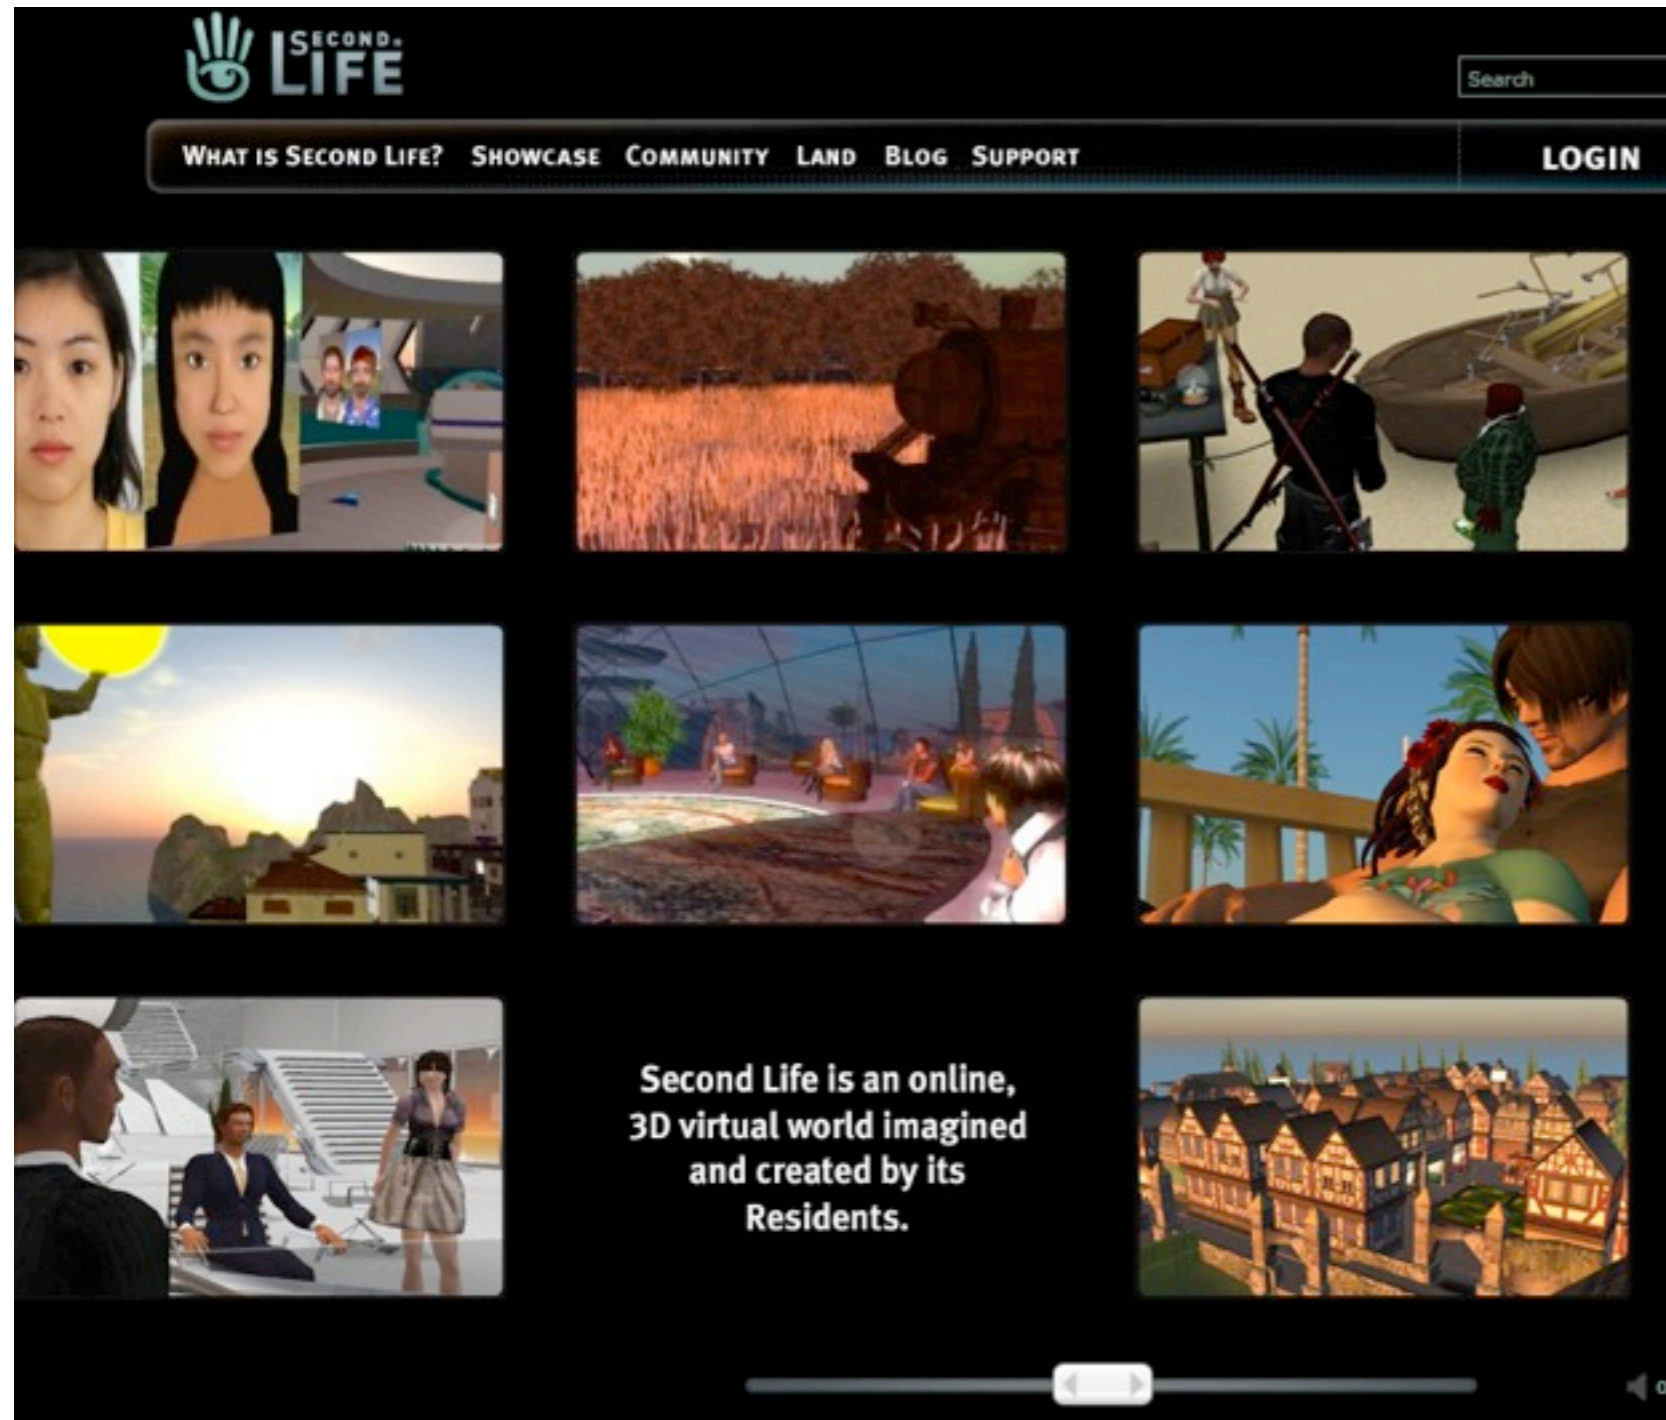 SECOND
LIFE
Search
WHAT IS SECOND LIFE? SHOWCASE COMMUNITY LAND BLOG SUPPORT
LOGIN
Second Life is an online,
3D virtual world imagined
and created by its
Residents.